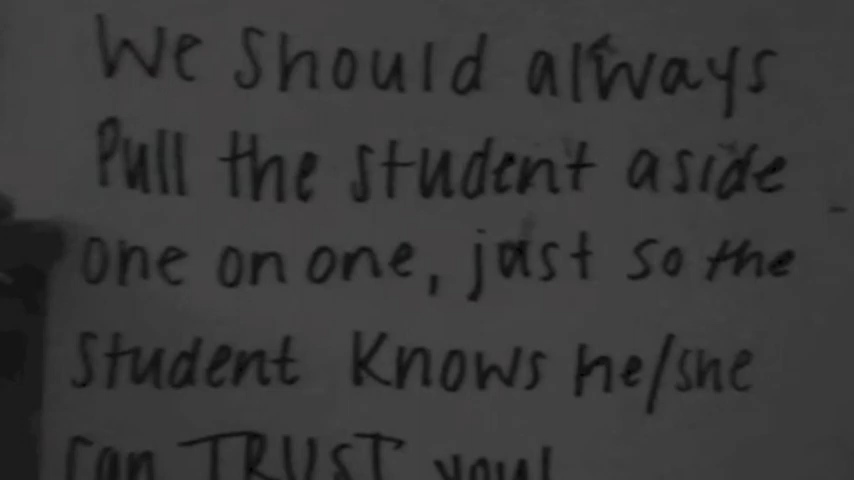 We should always
Pull the student aside
one on one, just so the
student knows he/she
can TRUST you!